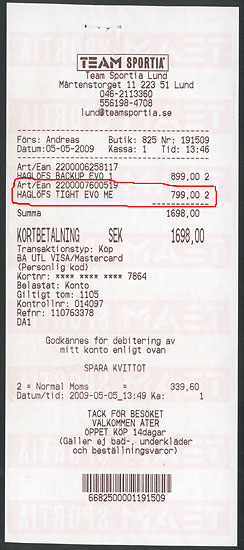 TEAM SPORTIA
Team Sportia Lund
Mårtenstorget 11 223 51 Lund
046-2113360
556198-4708
lund@teamsportia.se
Förs: Andreas Butik: 825 Nr: 191509
Datum: 05-05-2009 Kassa: 1 Tid: 13:46
Art/Ean 2200006258117
HAGLÖFS BACKUP EVO 1 899,00 2
Art/Ean 2200007600519
HAGLÖFS TIGHT EVO ME 799,00 2
Summa 1698,00
KORTBETALNING SEK 1698,00
Transaktionstyp: Kop
BA UTL VISA/Mastercard
(Personlig kod)
Kortnr: **** **** **** 7864
Belastat: Konto
Giltigt tom: 1105
Kontrollnr: 014097
Refnr: 110763378
DA1
Godkännes för debitering av
mitt konto enligt ovan
SPARA KVITTOT
2 = Normal Moms = 339,60
Datum/tid: 2009-05-05 13:49 Ka: 1
TACK FÖR BESÖKET
VÄLKOMMEN ÅTER
ÖPPET KÖP 14dagar
(Gäller ej bad-, underkläder
och beställningsvaror)
6682500001191509